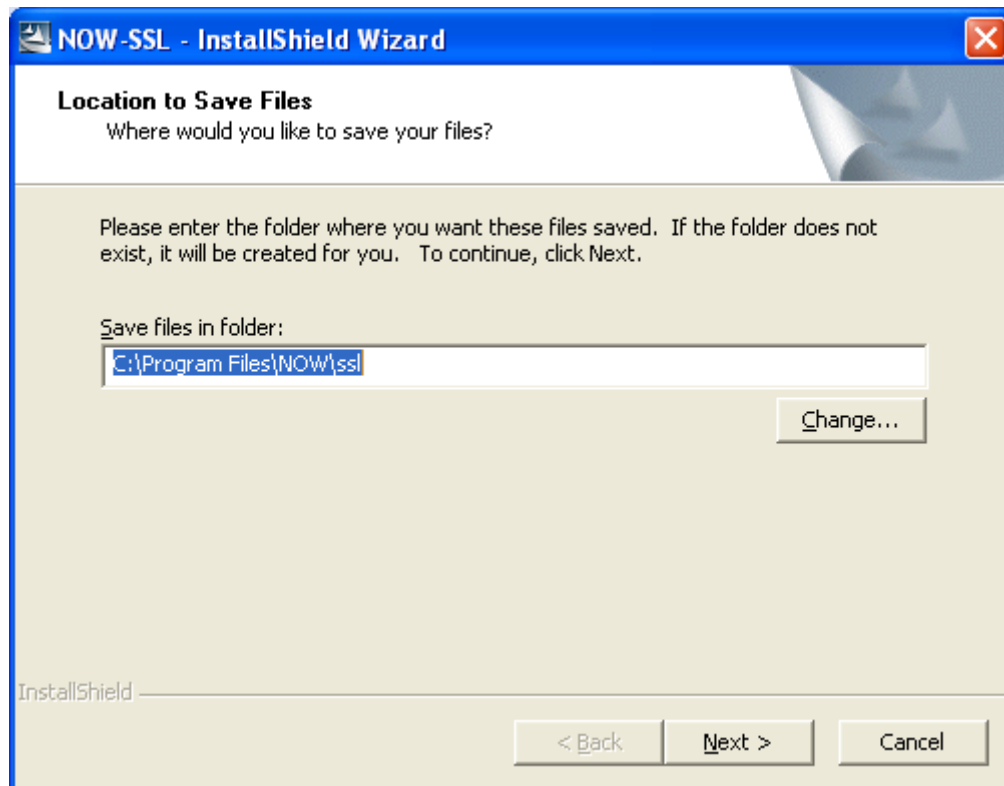 NOW-SSL - InstallShield Wizard
Location to Save Files
Where would you like to save your files?
Please enter the folder where you want these files saved.  If the folder does not
exist, it will be created for you.   To continue, click Next.
Save files in folder:
C:\Program Files\NOW\ssl
Change...
InstallShield
< Back
Next >
Cancel